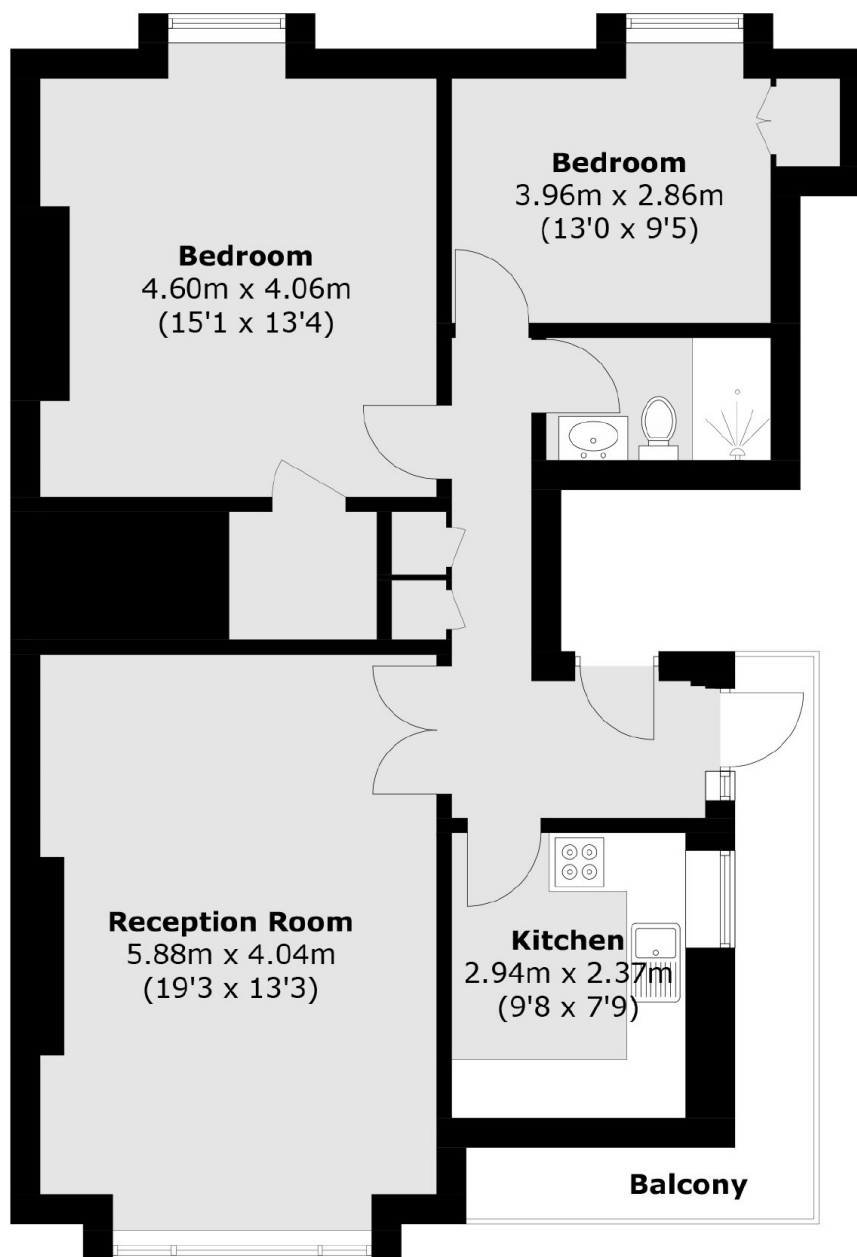 Bedroom
3.96m x 2.86m
(13'0 x 9'5)
Bedroom
4.60m x 4.06m
(15'1 x 13'4)
Reception Room
5.88m x 4.04m
(19'3 x 13'3)
Kitchen
2.94m x 2.37m
(9'8 x 7'9)
Balcony